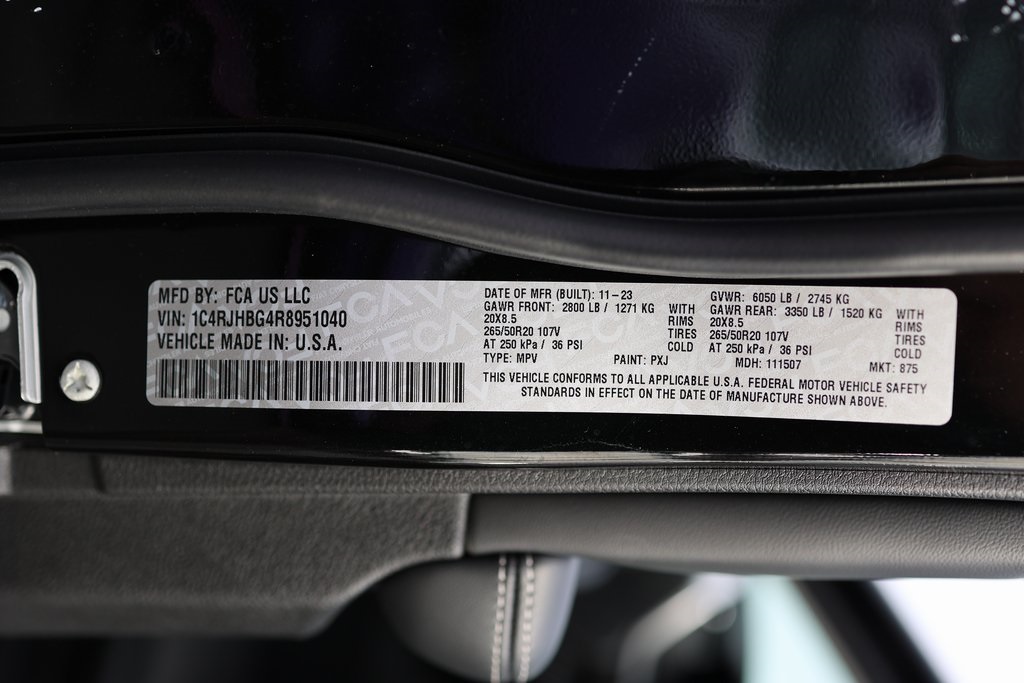 MFD BY: FCA US LLC
VIN: 1C4RJHBG4R8951040
VEHICLE MADE IN: U.S.A.
DATE OF MFR (BUILT): 11-23
GAWR FRONT: 2800 LB / 1271 KG WITH
20X8.5 RIMS
265/50R20 107V TIRES
AT 250 kPa / 36 PSI COLD
GVWR: 6050 LB / 2745 KG
GAWR REAR: 3350 LB / 1520 KG WITH
20X8.5 RIMS
265/50R20 107V TIRES
AT 250 kPa / 36 PSI COLD
TYPE: MPV PAINT: PXJ MDH: 111507 MKT: 875
THIS VEHICLE CONFORMS TO ALL APPLICABLE U.S.A. FEDERAL MOTOR VEHICLE SAFETY
STANDARDS IN EFFECT ON THE DATE OF MANUFACTURE SHOWN ABOVE.